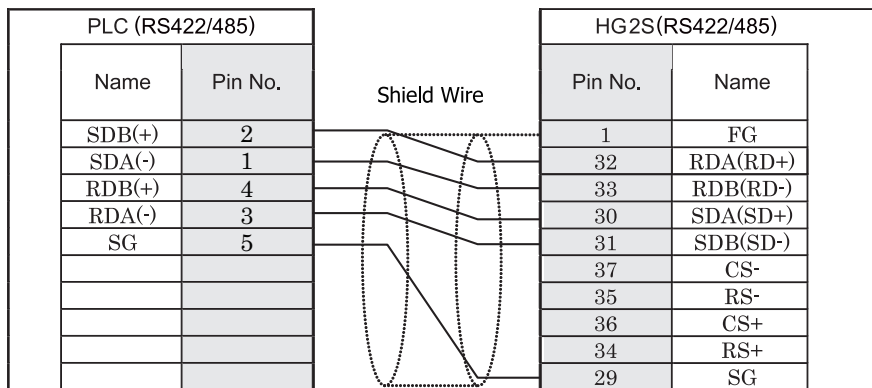 PLC (RS422/485) HG2S(RS422/485)
Name Pin No. Shield Wire Pin No. Name
SDB(+) 2 1 FG
SDA(-) 1 32 RDA(RD+)
RDB(+) 4 33 RDB(RD-)
RDA(-) 3 30 SDA(SD+)
SG 5 31 SDB(SD-)
37 CS-
35 RS-
36 CS+
34 RS+
29 SG